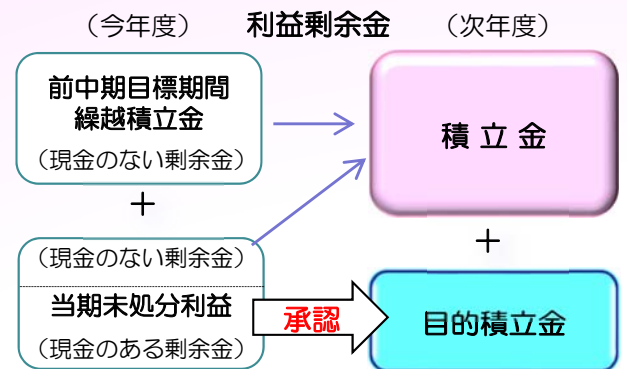 （今年度） 利益剰余金 （次年度）
前中期目標期間
繰越積立金
（現金のない剰余金）
＋
（現金のない剰余金）
当期未処分利益
（現金のある剰余金）
承認
積 立 金
＋
目的積立金